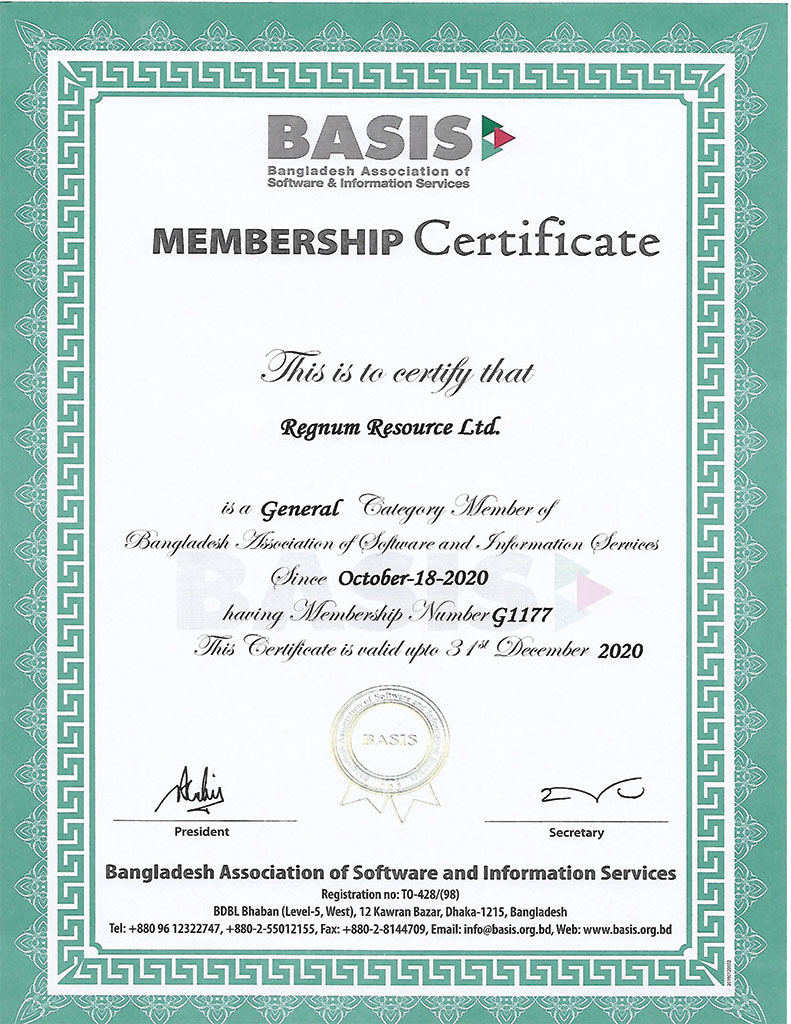 BASIS
Bangladesh Association of
Software & Information Services
MEMBERSHIP Certificate
This is to certify that
Regnum Resource Ltd.
is a General Category Member of
Bangladesh Association of Software and Information Services
Since October-18-2020
having Membership Number G1177
This Certificate is valid upto 31st December 2020
BASIS
President
Secretary
Bangladesh Association of Software and Information Services
Registration no: TO-428/(98)
BDBL Bhaban (Level-5, West), 12 Kawran Bazar, Dhaka-1215, Bangladesh
Tel: +880 96 12322747, +880-2-55012155, Fax: +880-2-8144709, Email: info@basis.org.bd, Web: www.basis.org.bd